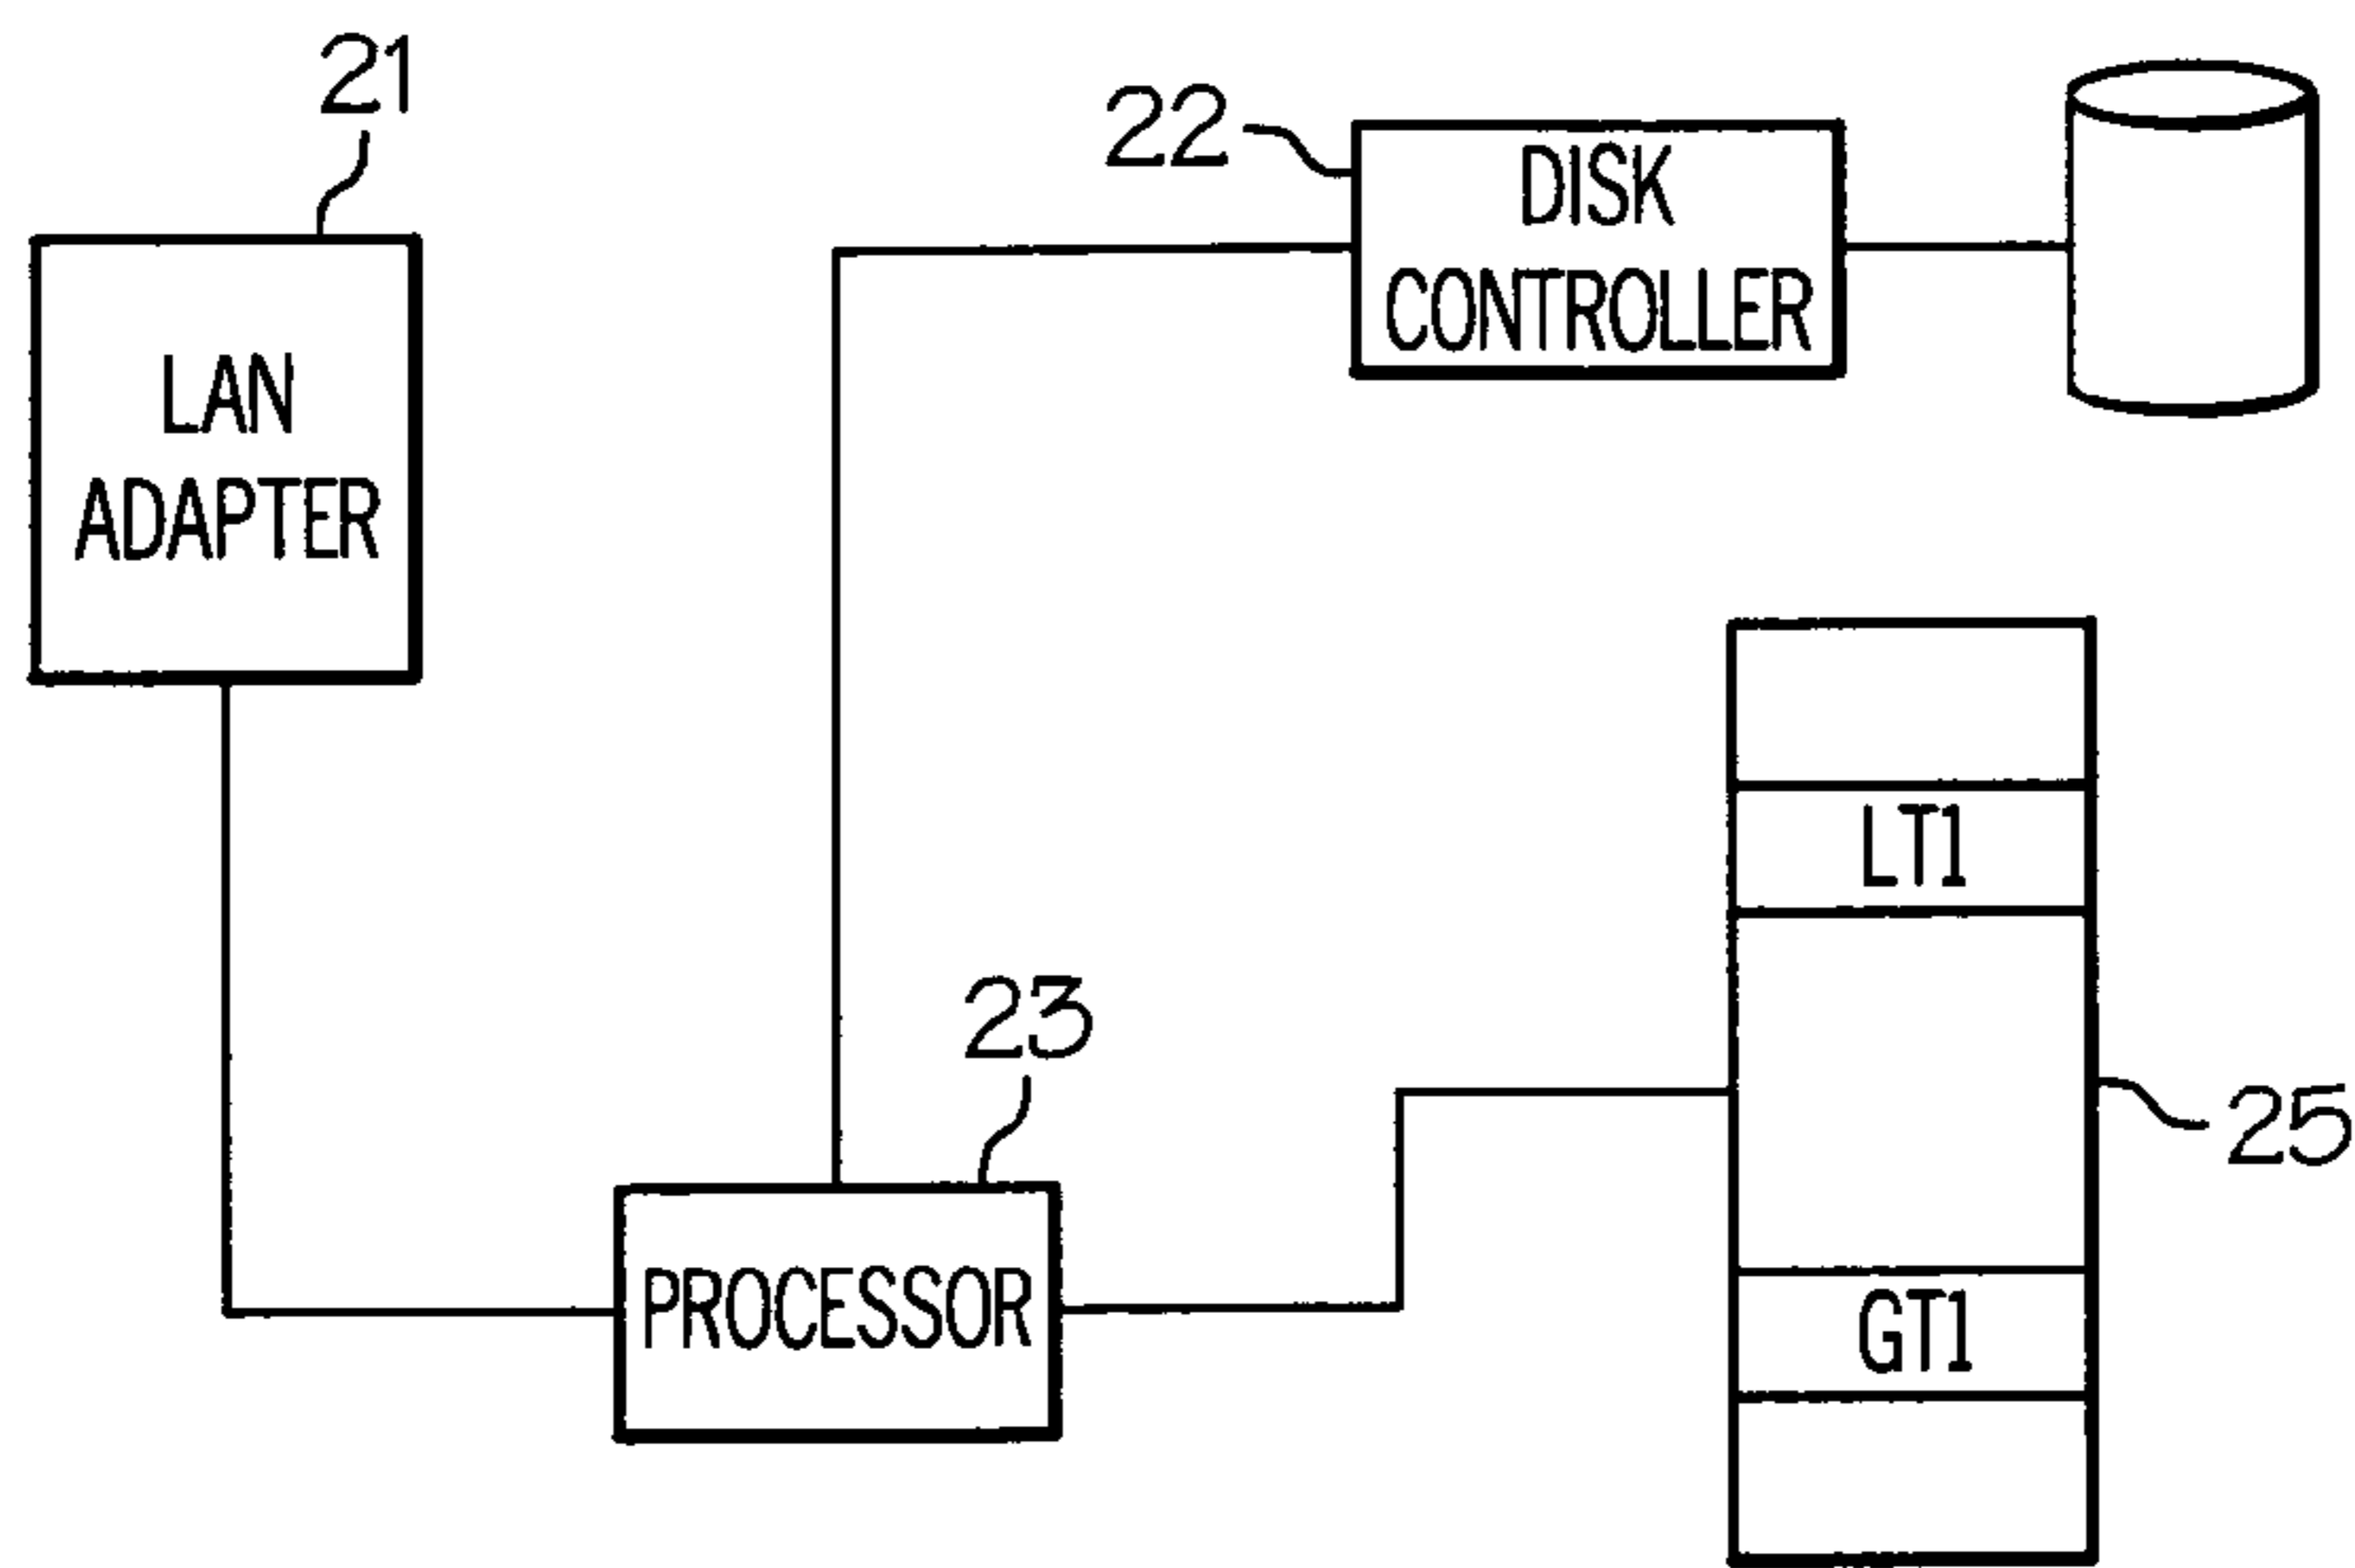 21
LAN
ADAPTER
22
DISK
CONTROLLER
LT1
23
PROCESSOR
25
GT1